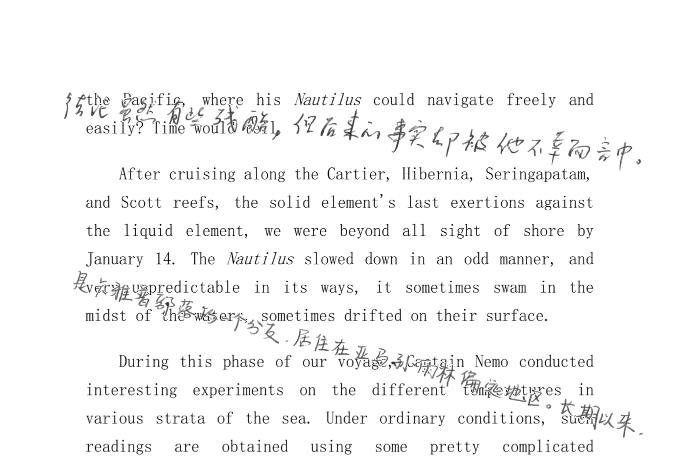 the Pacific, where his Nautilus could navigate freely and
easily? Time would tell.
结论虽然有些残酷，但后来的事实却被他不幸而言中。
After cruising along the Cartier, Hibernia, Seringapatam,
and Scott reefs, the solid element's last exertions against
the liquid element, we were beyond all sight of shore by
January 14. The Nautilus slowed down in an odd manner, and
very unpredictable in its ways, it sometimes swam in the
midst of the waters, sometimes drifted on their surface.
是卢雅普部落的一个分支，居住在亚马孙雨林偏远地区。长期以来，
During this phase of our voyage, Captain Nemo conducted
interesting experiments on the different temperatures in
various strata of the sea. Under ordinary conditions, such
readings are obtained using some pretty complicated